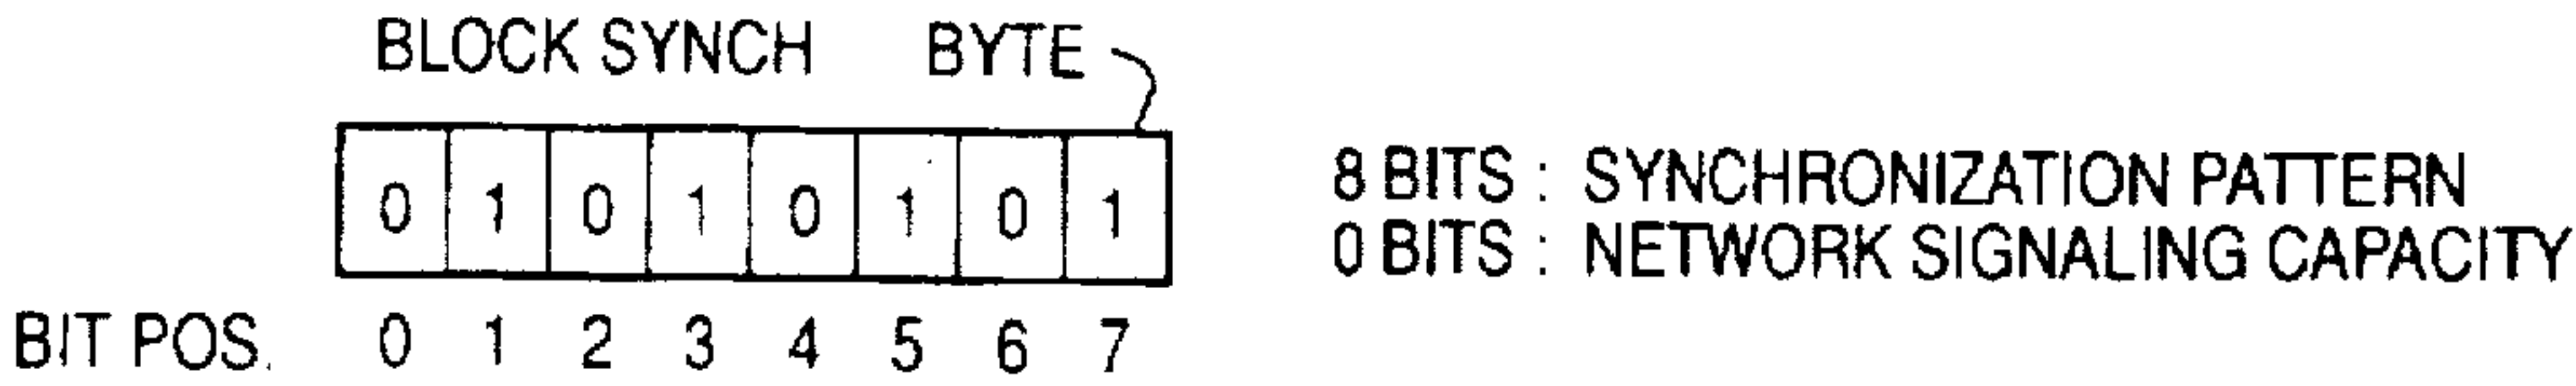 BLOCK SYNCH BYTE
0 1 0 1 0 1 0 1
8 BITS : SYNCHRONIZATION PATTERN
0 BITS : NETWORK SIGNALING CAPACITY
BIT POS. 0 1 2 3 4 5 6 7